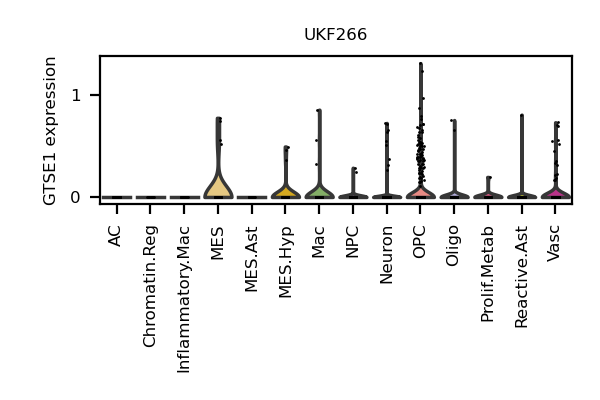 UKF266
GTSE1 expression
1
0
AC
Chromatin.Reg
Inflammatory.Mac
MES
MES.Ast
MES.Hyp
Mac
NPC
Neuron
OPC
Oligo
Prolif.Metab
Reactive.Ast
Vasc